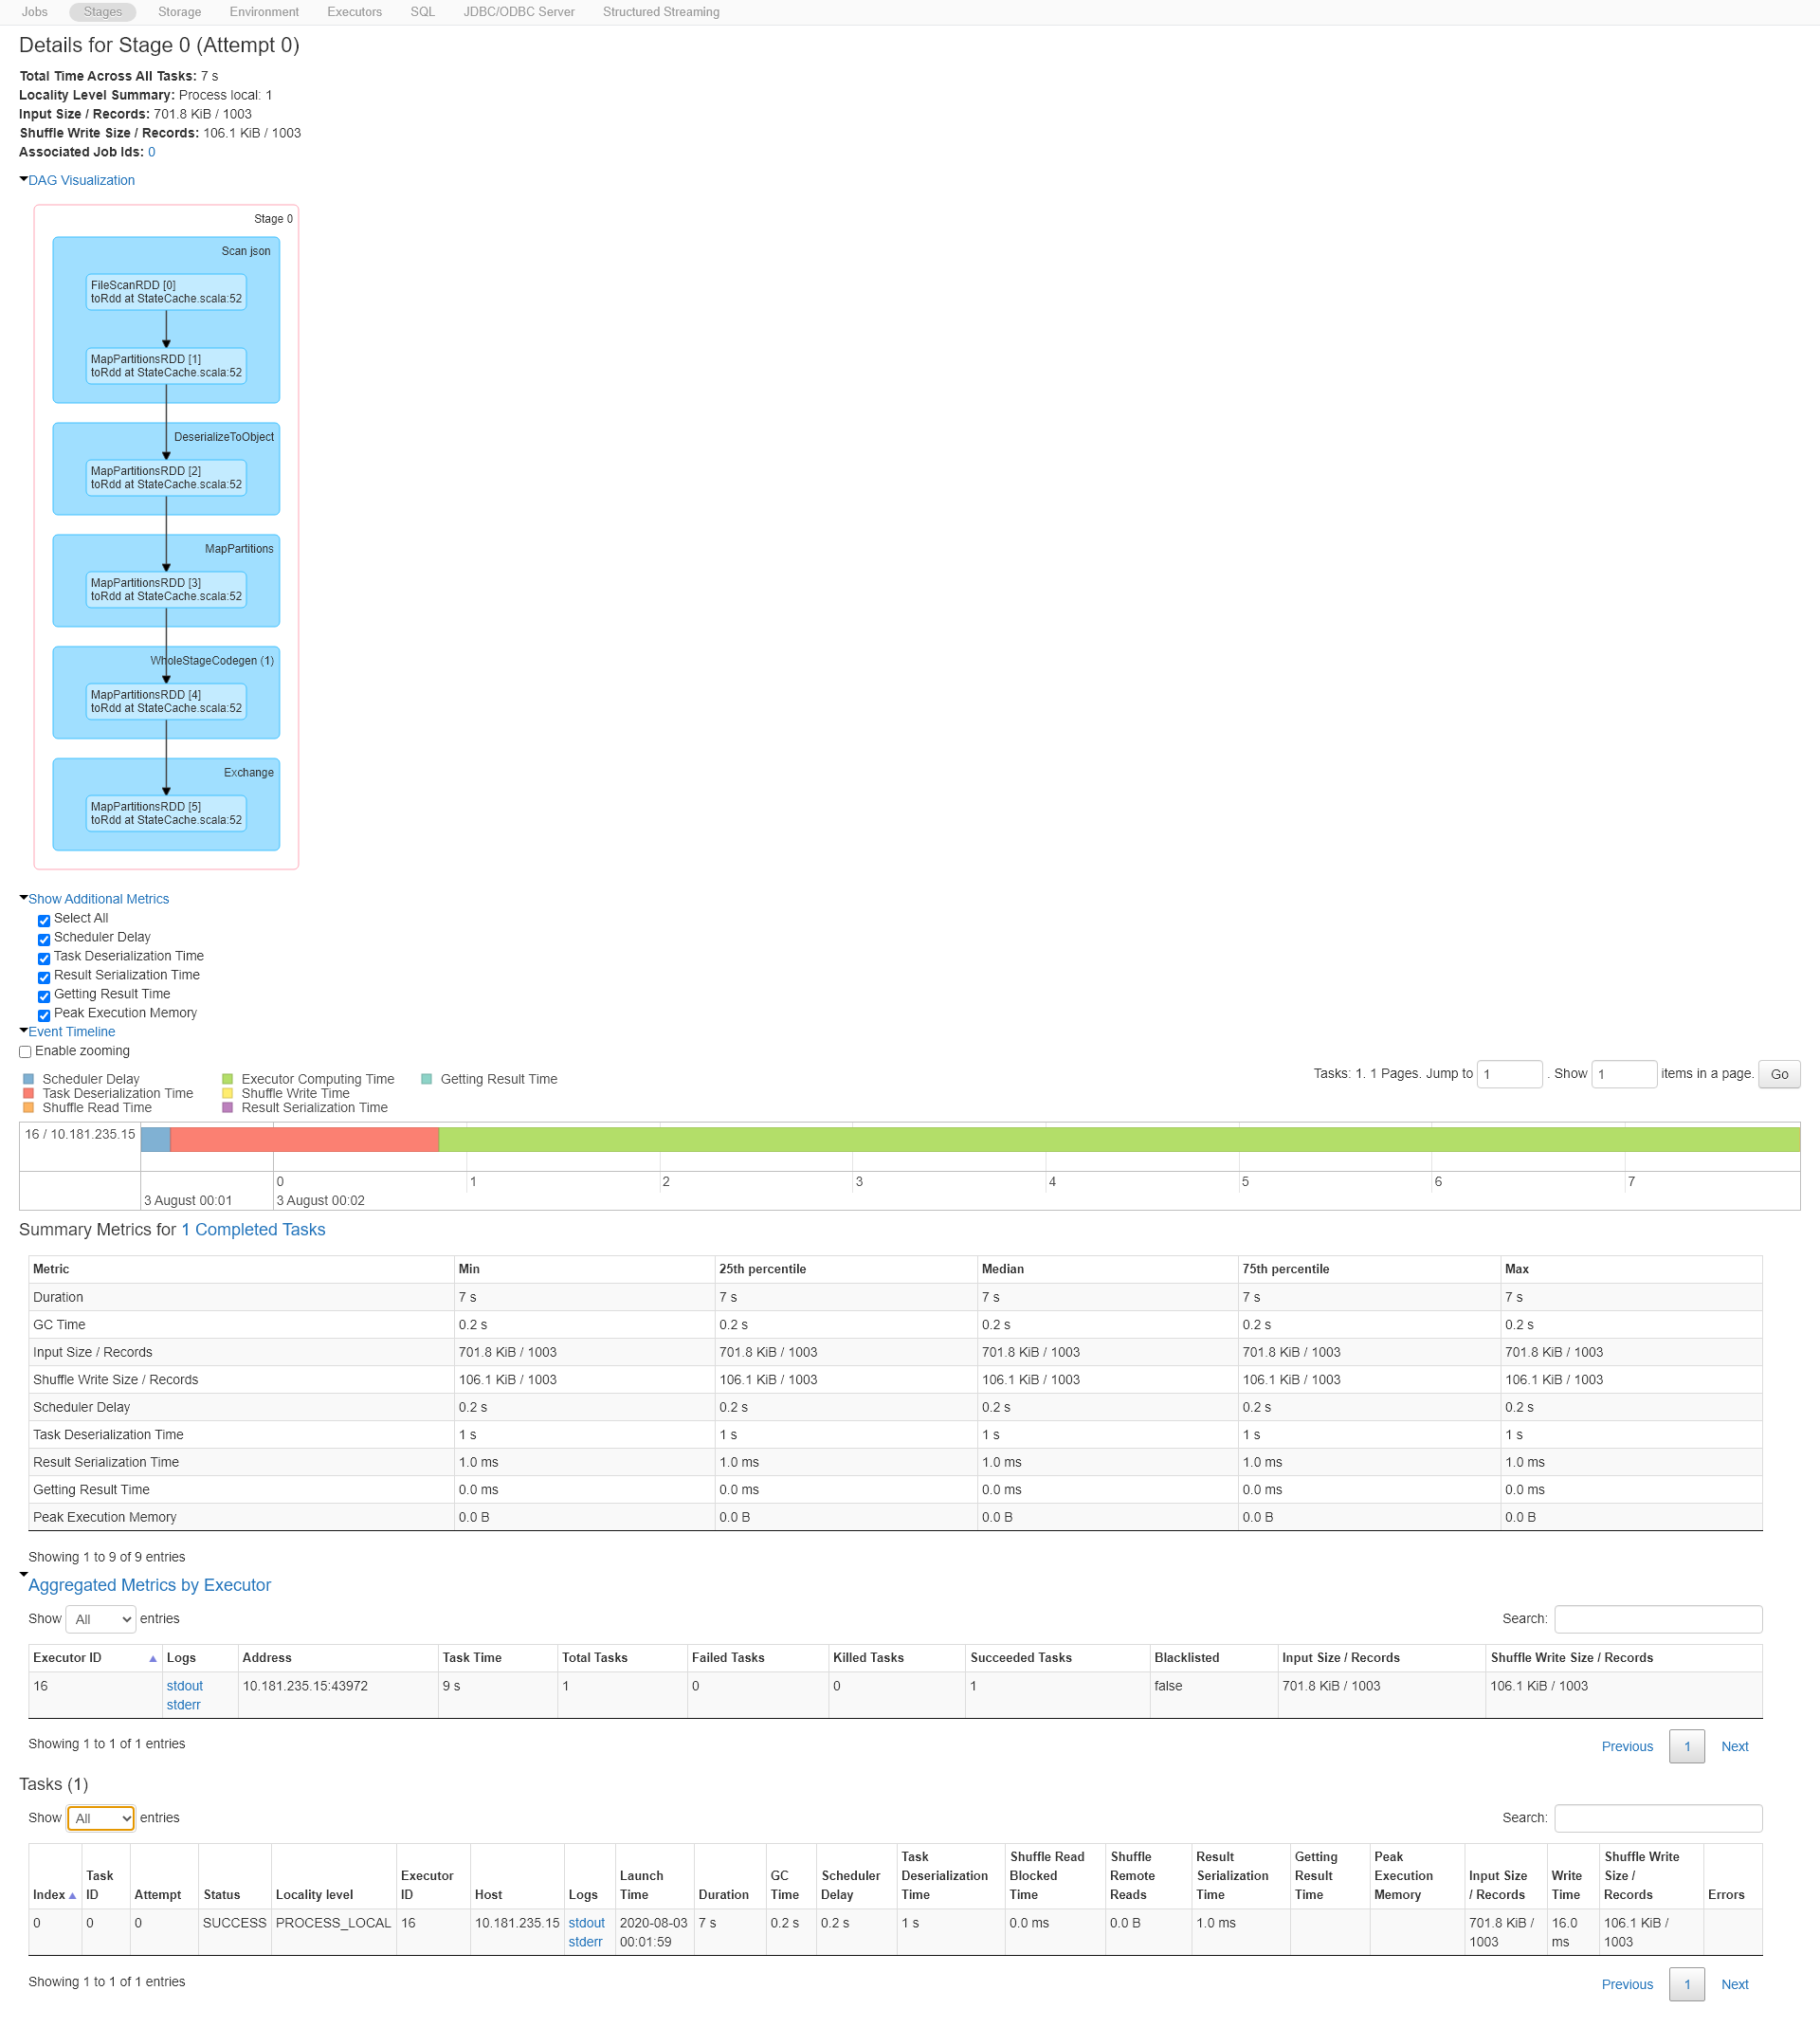 Jobs Stages Storage Environment Executors SQL JDBC/ODBC Server Structured Streaming
Details for Stage 0 (Attempt 0)
Total Time Across All Tasks: 7 s
Locality Level Summary: Process local: 1
Input Size / Records: 701.8 KiB / 1003
Shuffle Write Size / Records: 106.1 KiB / 1003
Associated Job Ids: 0
DAG Visualization
Stage 0
Scan json
FileScanRDD [0]
toRdd at StateCache.scala:52
MapPartitionsRDD [1]
toRdd at StateCache.scala:52
DeserializeToObject
MapPartitionsRDD [2]
toRdd at StateCache.scala:52
MapPartitions
MapPartitionsRDD [3]
toRdd at StateCache.scala:52
WholeStageCodegen (1)
MapPartitionsRDD [4]
toRdd at StateCache.scala:52
Exchange
MapPartitionsRDD [5]
toRdd at StateCache.scala:52
Show Additional Metrics
Select All
Scheduler Delay
Task Deserialization Time
Result Serialization Time
Getting Result Time
Peak Execution Memory
Event Timeline
Enable zooming
Tasks: 1. 1 Pages. Jump to 1 . Show 1 items in a page. Go
Scheduler Delay Executor Computing Time Getting Result Time
Task Deserialization Time Shuffle Write Time
Shuffle Read Time Result Serialization Time
16 / 10.181.235.15
0 1 2 3 4 5 6 7
3 August 00:01 3 August 00:02
Summary Metrics for 1 Completed Tasks
Metric Min 25th percentile Median 75th percentile Max
Duration 7 s 7 s 7 s 7 s 7 s
GC Time 0.2 s 0.2 s 0.2 s 0.2 s 0.2 s
Input Size / Records 701.8 KiB / 1003 701.8 KiB / 1003 701.8 KiB / 1003 701.8 KiB / 1003 701.8 KiB / 1003
Shuffle Write Size / Records 106.1 KiB / 1003 106.1 KiB / 1003 106.1 KiB / 1003 106.1 KiB / 1003 106.1 KiB / 1003
Scheduler Delay 0.2 s 0.2 s 0.2 s 0.2 s 0.2 s
Task Deserialization Time 1 s 1 s 1 s 1 s 1 s
Result Serialization Time 1.0 ms 1.0 ms 1.0 ms 1.0 ms 1.0 ms
Getting Result Time 0.0 ms 0.0 ms 0.0 ms 0.0 ms 0.0 ms
Peak Execution Memory 0.0 B 0.0 B 0.0 B 0.0 B 0.0 B
Showing 1 to 9 of 9 entries
Aggregated Metrics by Executor
Show All entries Search:
Executor ID Logs Address Task Time Total Tasks Failed Tasks Killed Tasks Succeeded Tasks Blacklisted Input Size / Records Shuffle Write Size / Records
16 stdout 10.181.235.15:43972 9 s 1 0 0 1 false 701.8 KiB / 1003 106.1 KiB / 1003
stderr
Showing 1 to 1 of 1 entries Previous 1 Next
Tasks (1)
Show All entries Search:
Task Shuffle Read Shuffle Result Getting Peak Shuffle Write
Task Executor Launch GC Scheduler Deserialization Blocked Remote Serialization Result Execution Input Size Write Size /
Index ID Attempt Status Locality level ID Host Logs Time Duration Time Delay Time Time Reads Time Time Memory / Records Time Records Errors
0 0 0 SUCCESS PROCESS_LOCAL 16 10.181.235.15 stdout 2020-08-03 7 s 0.2 s 0.2 s 1 s 0.0 ms 0.0 B 1.0 ms 701.8 KiB / 16.0 106.1 KiB /
stderr 00:01:59 1003 ms 1003
Showing 1 to 1 of 1 entries Previous 1 Next